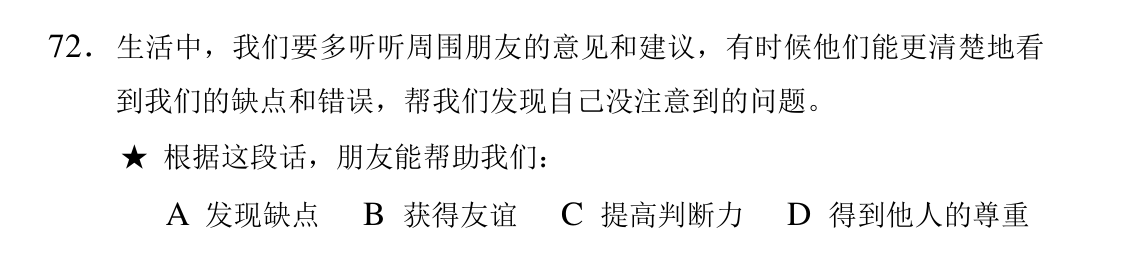 72． 生活中，我们要多听听周围朋友的意见和建议，有时候他们能更清楚地看
到我们的缺点和错误，帮我们发现自己没注意到的问题。
★ 根据这段话，朋友能帮助我们：
A 发现缺点 B 获得友谊 C 提高判断力 D 得到他人的尊重